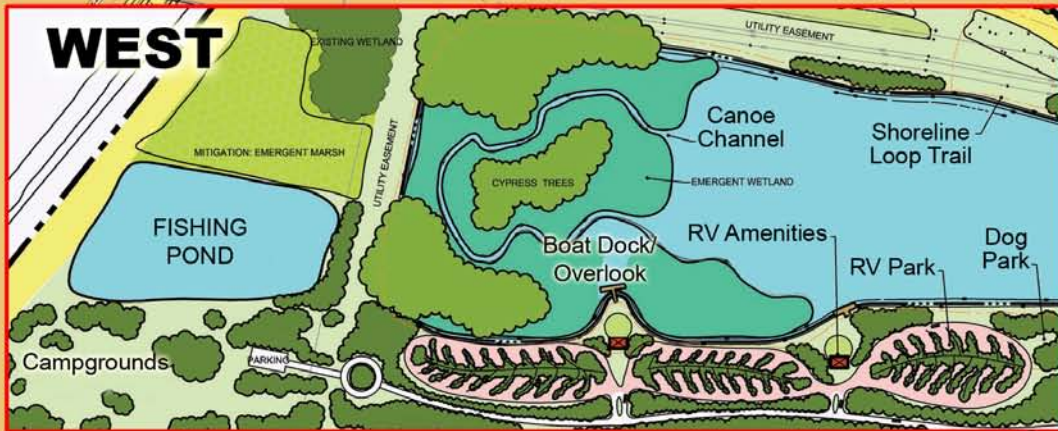 WEST
EXISTING WETLAND
UTILITY EASEMENT
MITIGATION: EMERGENT MARSH
UTILITY EASEMENT
Canoe
Channel
Shoreline
Loop Trail
CYPRESS TREES
EMERGENT WETLAND
FISHING
POND
Boat Dock/
Overlook
RV Amenities
RV Park
Dog
Park
Campgrounds
PARKING